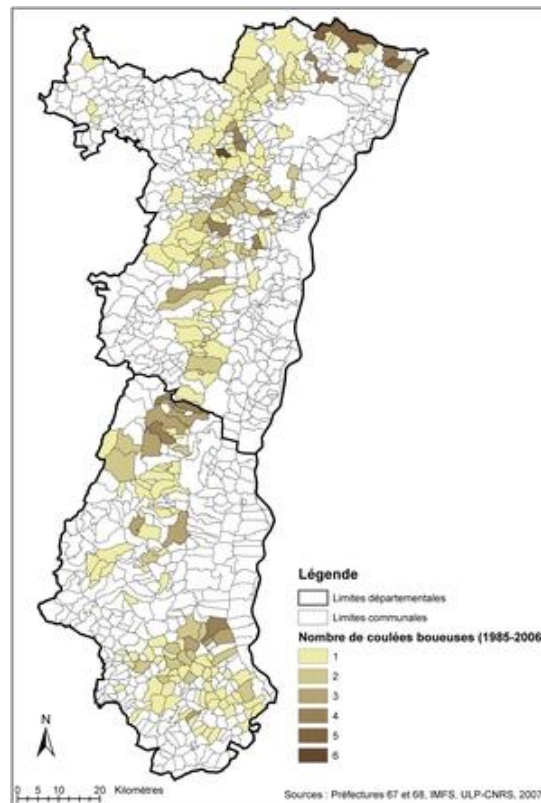 Légende
Limites départementales
Limites communales
Nombre de coulées boueuses (1985-2006)
1
2
3
4
5
6
N
0 5 10 20 Kilomètres
Sources : Préfectures 67 et 68, IMFS, ULP-CNRS, 2007